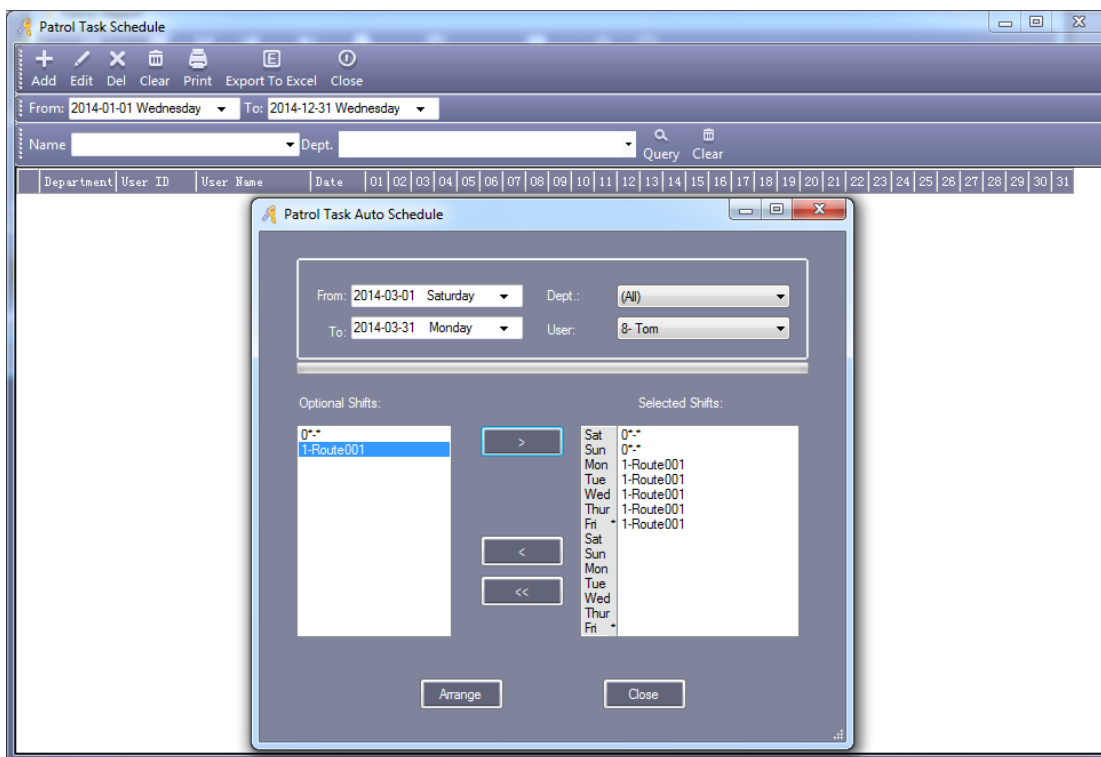 Patrol Task Schedule
Add Edit Del Clear Print Export To Excel Close
From: 2014-01-01 Wednesday To: 2014-12-31 Wednesday
Name Dept. Query Clear
Department User ID User Name Date 01 02 03 04 05 06 07 08 09 10 11 12 13 14 15 16 17 18 19 20 21 22 23 24 25 26 27 28 29 30 31
Patrol Task Auto Schedule
From: 2014-03-01 Saturday Dept.: (All)
To: 2014-03-31 Monday User: 8- Tom
Optional Shifts: Selected Shifts:
0*-*
1-Route001
>
<
<<
Sat 0*-*
Sun 0*-*
Mon 1-Route001
Tue 1-Route001
Wed 1-Route001
Thur 1-Route001
Fri * 1-Route001
Sat
Sun
Mon
Tue
Wed
Thur
Fri *
Arrange Close